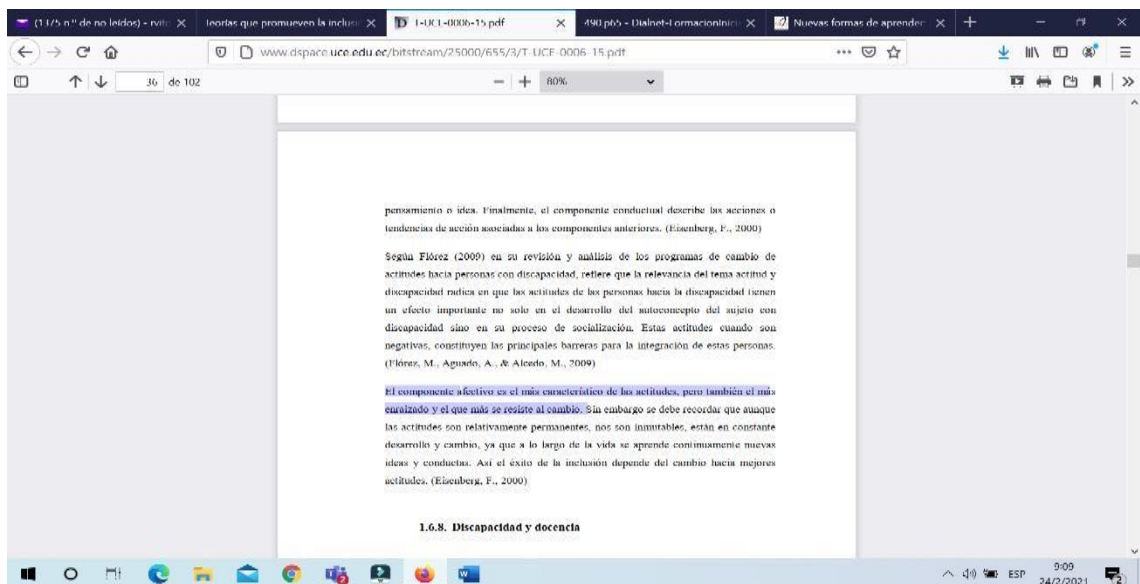 (1375 n.º de no leídos) - rvit
Teorías que promueven la inclusi
T-UCE-0006-15.pdf
490.p65 - Dialnet-FormacionInici
Nuevas formas de aprender
www.dspace.uce.edu.ec/bitstream/25000/655/3/T-UCE-0006-15.pdf
36 de 102
80%
pensamiento o idea. Finalmente, el componente conductual describe las acciones o
tendencias de acción asociadas a los componentes anteriores. (Eisenberg, F., 2000)
Según Flórez (2009) en su revisión y análisis de los programas de cambio de
actitudes hacia personas con discapacidad, refiere que la relevancia del tema actitud y
discapacidad radica en que las actitudes de las personas hacia la discapacidad tienen
un efecto importante no solo en el desarrollo del autoconcepto del sujeto con
discapacidad sino en su proceso de socialización. Estas actitudes cuando son
negativas, constituyen las principales barreras para la integración de estas personas.
(Flórez, M., Aguado, A., & Alcedo, M., 2009)
El componente afectivo es el más característico de las actitudes, pero también el más
enraizado y el que más se resiste al cambio. Sin embargo se debe recordar que aunque
las actitudes son relativamente permanentes, nos son inmutables, están en constante
desarrollo y cambio, ya que a lo largo de la vida se aprende continuamente nuevas
ideas y conductas. Así el éxito de la inclusión depende del cambio hacia mejores
actitudes. (Eisenberg, F., 2000)
1.6.8. Discapacidad y docencia
ESP
9:09
24/2/2021